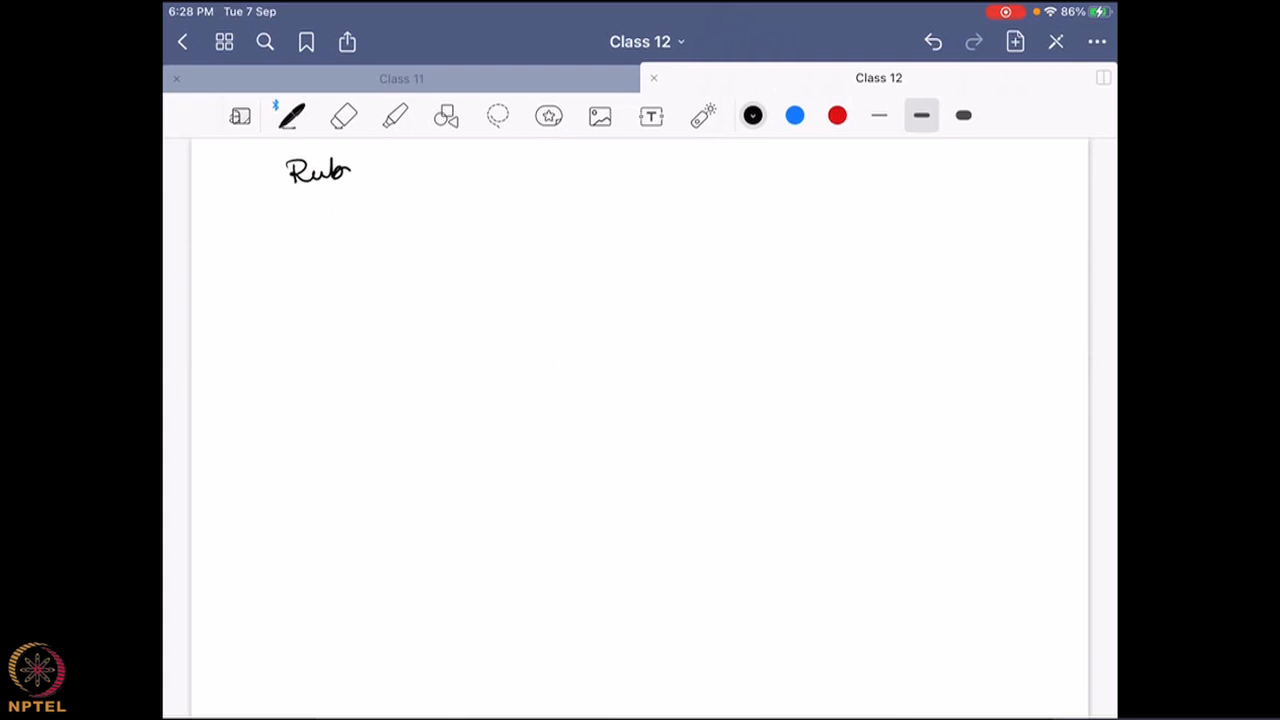 6:28 PM Tue 7 Sep 86%
Class 12
Class 11 Class 12
T
Rub
NPTEL